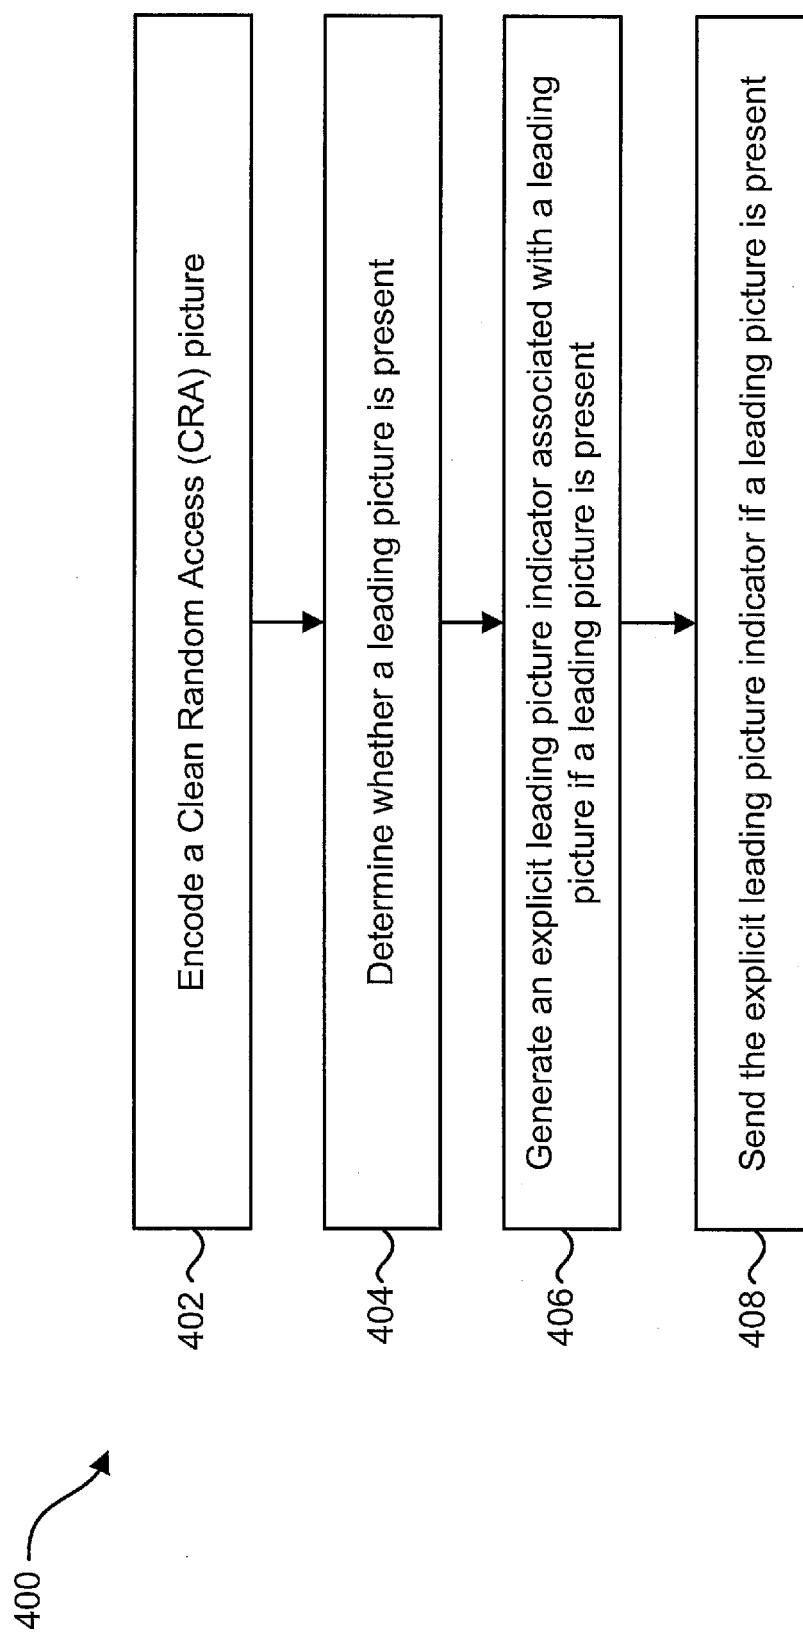 400
402
Encode a Clean Random Access (CRA) picture
404
Determine whether a leading picture is present
406
Generate an explicit leading picture indicator associated with a leading
picture if a leading picture is present
408
Send the explicit leading picture indicator if a leading picture is present